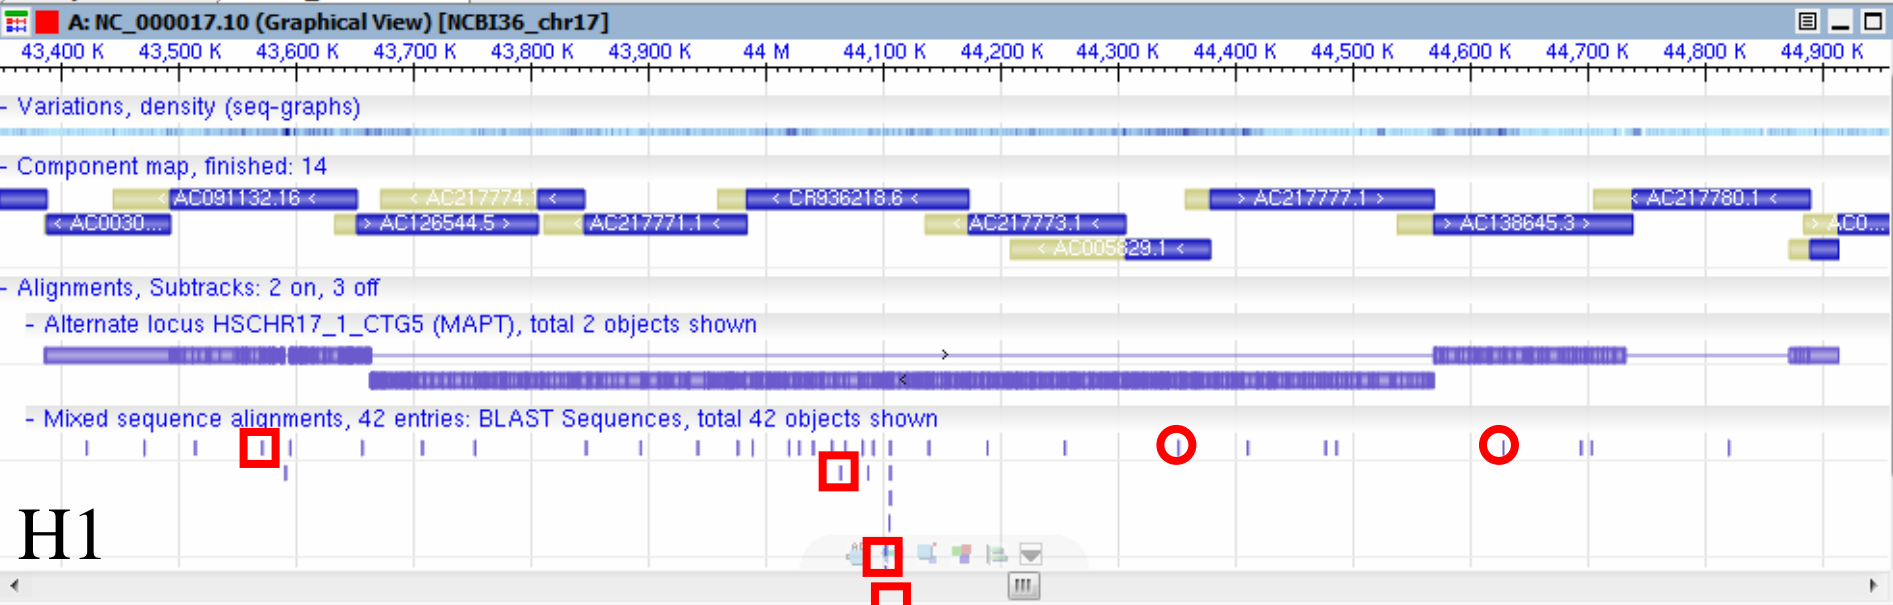 A: NC_000017.10 (Graphical View) [NCBI36_chr17]
43,400 K 43,500 K 43,600 K 43,700 K 43,800 K 43,900 K 44 M 44,100 K 44,200 K 44,300 K 44,400 K 44,500 K 44,600 K 44,700 K 44,800 K 44,900 K
- Variations, density (seq-graphs)
- Component map, finished: 14
< AC091132.16 < < AC217774.1 < < CR936218.6 < > AC217777.1 > < AC217780.1 <
< AC0030... > AC126544.5 > < AC217771.1 < < AC217773.1 < > AC138645.3 > > AC0...
< AC005829.1 <
- Alignments, Subtracks: 2 on, 3 off
- Alternate locus HSCHR17_1_CTG5 (MAPT), total 2 objects shown
- Mixed sequence alignments, 42 entries: BLAST Sequences, total 42 objects shown
H1